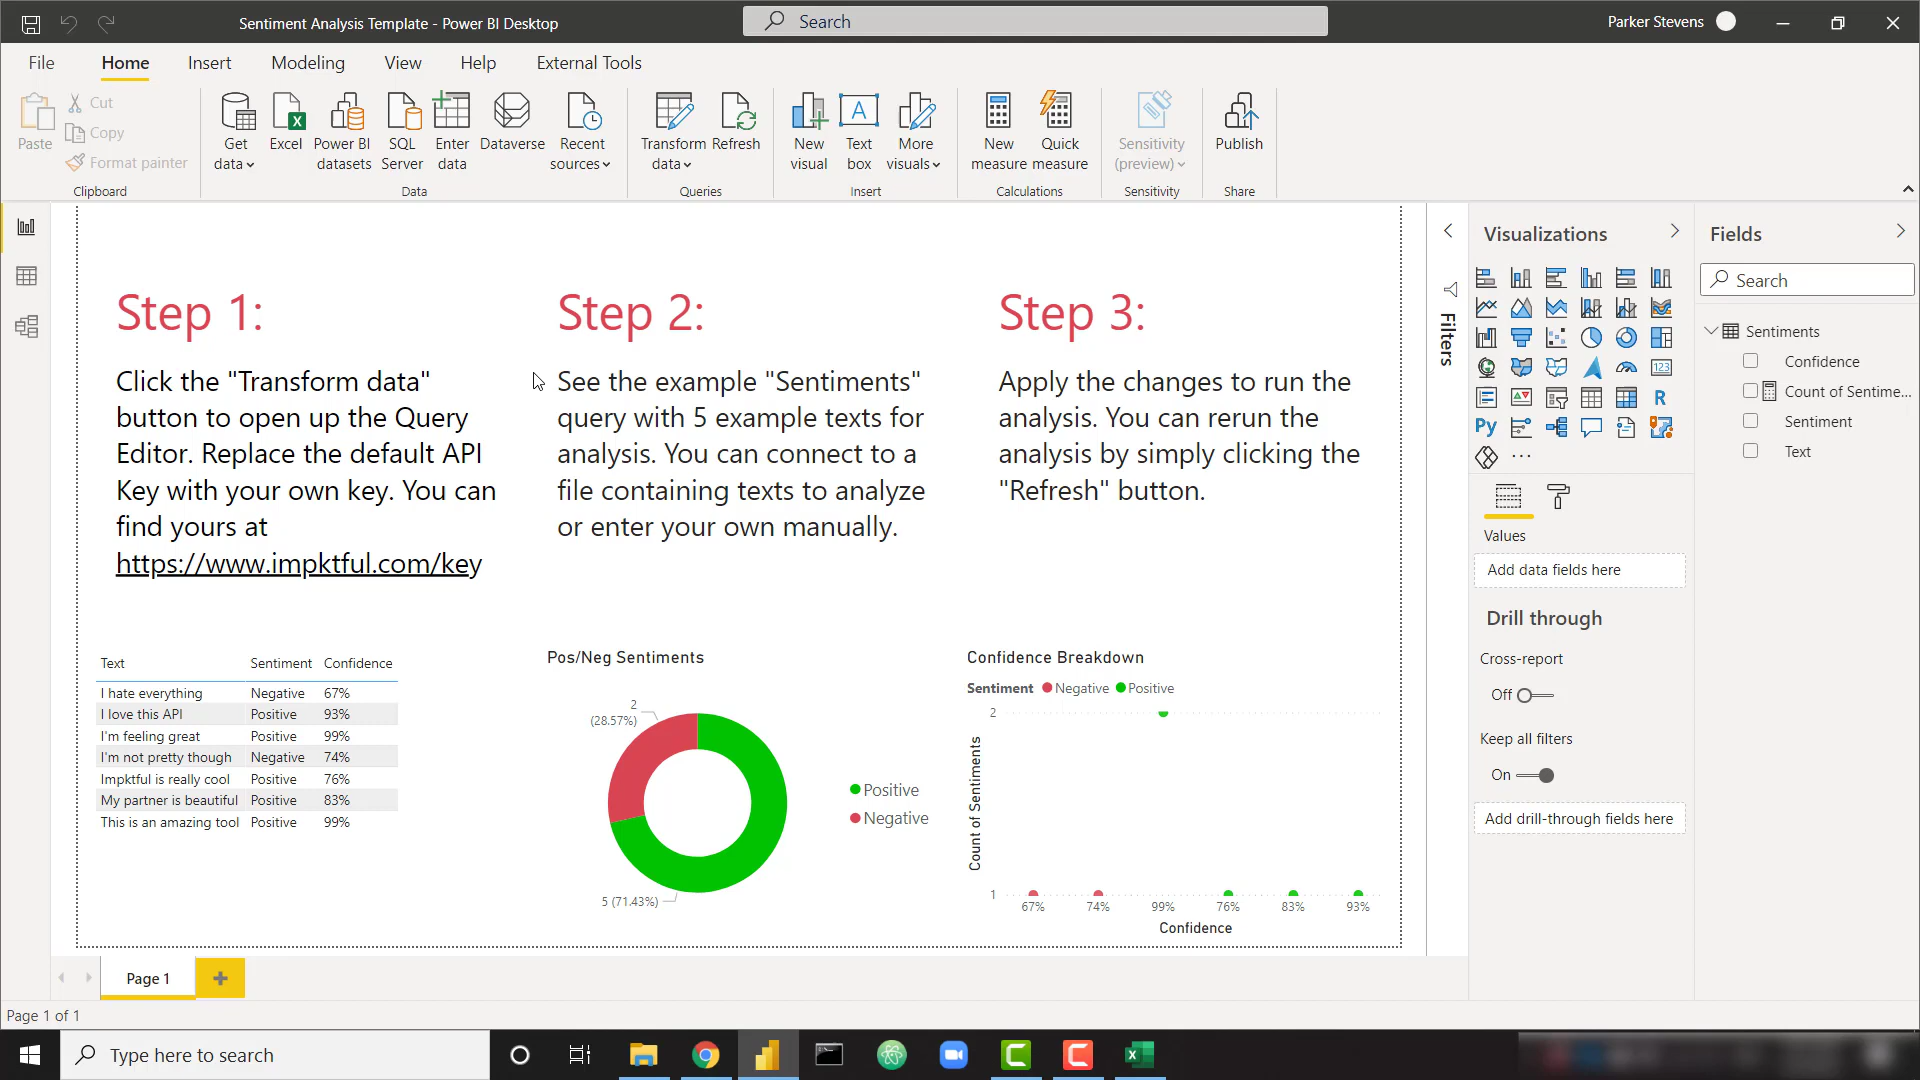 Sentiment Analysis Template - Power BI Desktop
Search
Parker Stevens
File Home Insert Modeling View Help External Tools
Paste
Cut
Copy
Format painter
Clipboard
Get data
Excel
Power BI datasets
SQL Server
Enter data
Dataverse
Recent sources
Data
Transform data
Refresh
Queries
New visual
Text box
More visuals
Insert
New measure
Quick measure
Calculations
Sensitivity (preview)
Sensitivity
Publish
Share
Step 1:
Click the "Transform data"
button to open up the Query
Editor. Replace the default API
Key with your own key. You can
find yours at
https://www.impktful.com/key
Step 2:
See the example "Sentiments"
query with 5 example texts for
analysis. You can connect to a
file containing texts to analyze
or enter your own manually.
Step 3:
Apply the changes to run the
analysis. You can rerun the
analysis by simply clicking the
"Refresh" button.
Text Sentiment Confidence
I hate everything Negative 67%
I love this API Positive 93%
I'm feeling great Positive 99%
I'm not pretty though Negative 74%
Impktful is really cool Positive 76%
My partner is beautiful Positive 83%
This is an amazing tool Positive 99%
Pos/Neg Sentiments
2
(28.57%)
5 (71.43%)
Positive
Negative
Confidence Breakdown
Sentiment Negative Positive
2
1
Count of Sentiments
67% 74% 99% 76% 83% 93%
Confidence
Filters
Visualizations
R
Py
123
Values
Add data fields here
Drill through
Cross-report
Off
Keep all filters
On
Add drill-through fields here
Fields
Search
Sentiments
Confidence
Count of Sentime...
Sentiment
Text
Page 1
Page 1 of 1
Type here to search